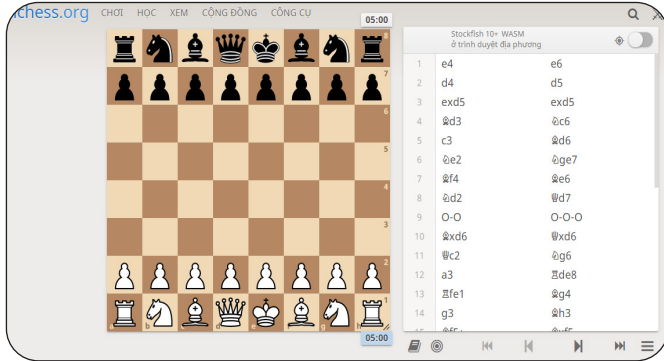 chess.org CHƠI HỌC XEM CỘNG ĐỒNG CÔNG CỤ
05:00
8
7
6
5
4
3
2
1
a b c d e f g h
05:00
Stockfish 10+ WASM
ở trình duyệt địa phương
1 e4 e6
2 d4 d5
3 exd5 exd5
4 ♗d3 ♘c6
5 c3 ♗d6
6 ♘e2 ♘ge7
7 ♗f4 ♗e6
8 ♘d2 ♕d7
9 O-O O-O-O
10 ♗xd6 ♕xd6
11 ♕c2 ♘g6
12 a3 ♖de8
13 ♖fe1 ♗g4
14 g3 ♗h3